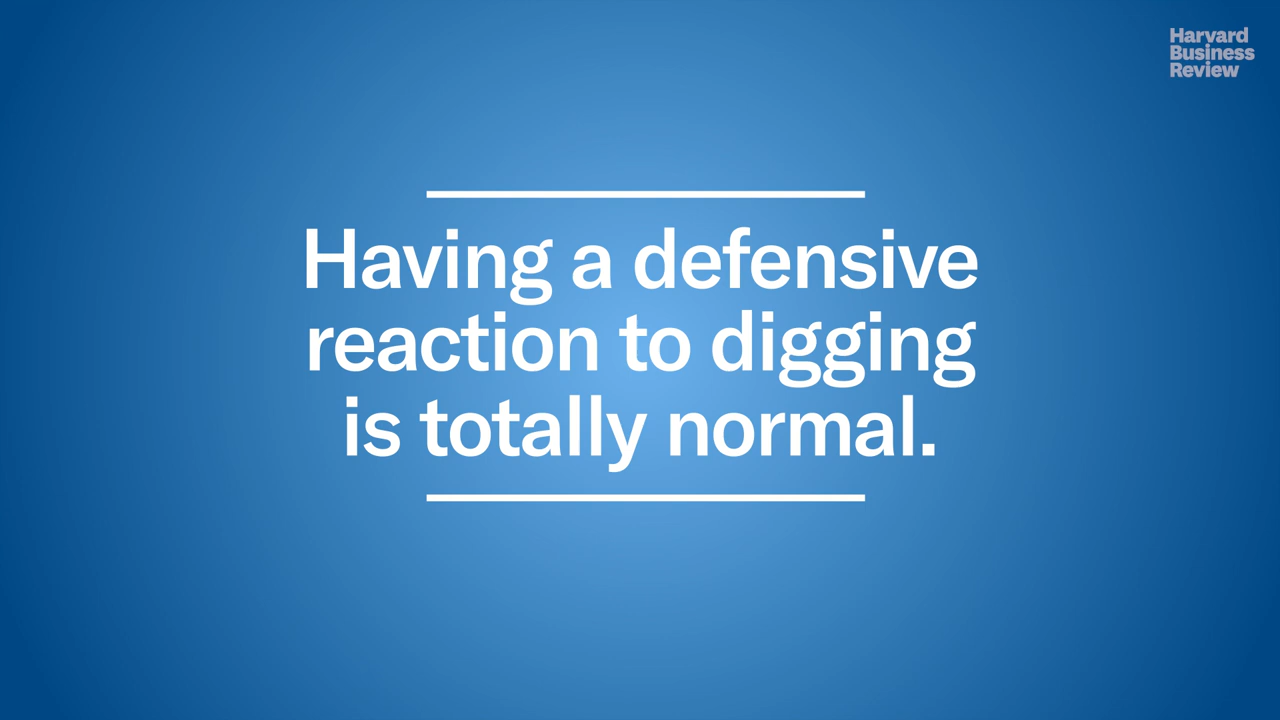 Harvard
Business
Review
Having a defensive
reaction to digging
is totally normal.